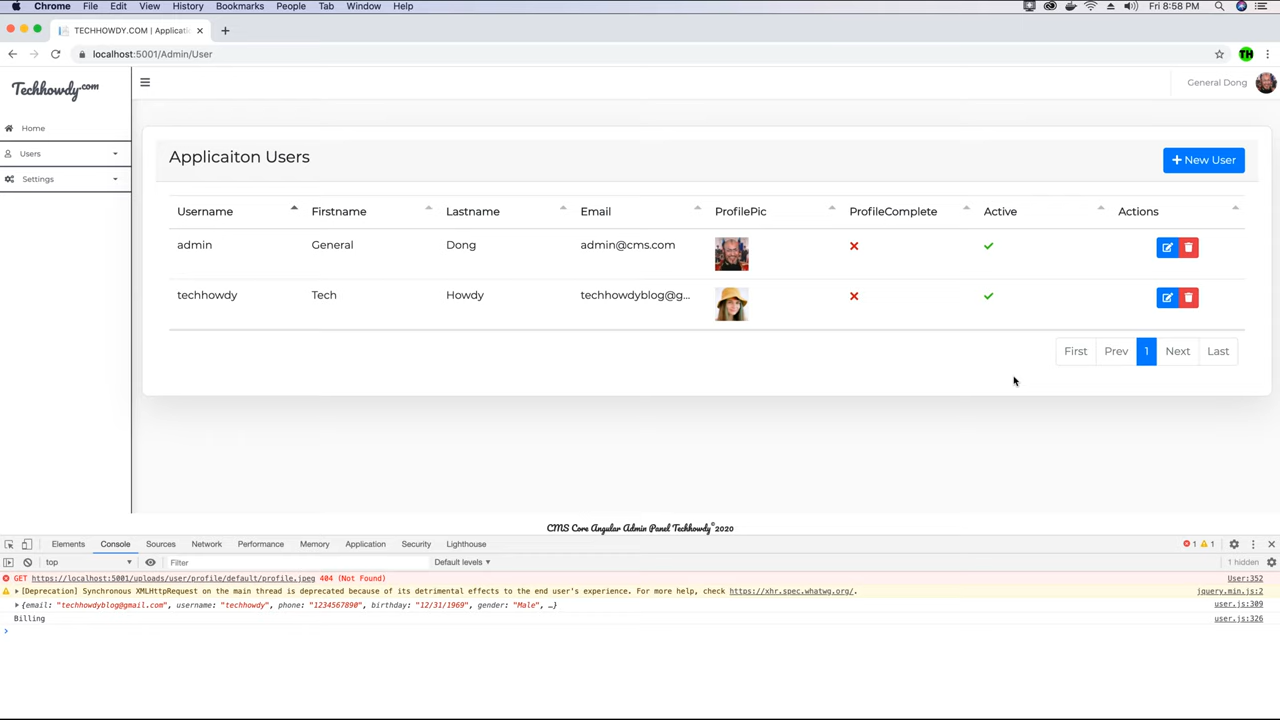 Chrome File Edit View History Bookmarks People Tab Window Help Fri 8:58 PM
TECHHOWDY.COM | Applicati
localhost:5001/Admin/User
Techhowdy.com
General Dong
Home
Users
Settings
Applicaiton Users
New User
Username Firstname Lastname Email ProfilePic ProfileComplete Active Actions
admin General Dong admin@cms.com
techhowdy Tech Howdy techhowdyblog@g...
First Prev 1 Next Last
CMS Core Angular Admin Panel Techhowdy©2020
Elements Console Sources Network Performance Memory Application Security Lighthouse 1 1
top Filter Default levels 1 hidden
GET https://localhost:5001/uploads/user/profile/default/profile.jpeg 404 (Not Found) User:352
[Deprecation] Synchronous XMLHttpRequest on the main thread is deprecated because of its detrimental effects to the end user's experience. For more help, check https://xhr.spec.whatwg.org/. jquery.min.js:2
{email: "techhowdyblog@gmail.com", username: "techhowdy", phone: "1234567890", birthday: "12/31/1969", gender: "Male", …} user.js:309
Billing user.js:326